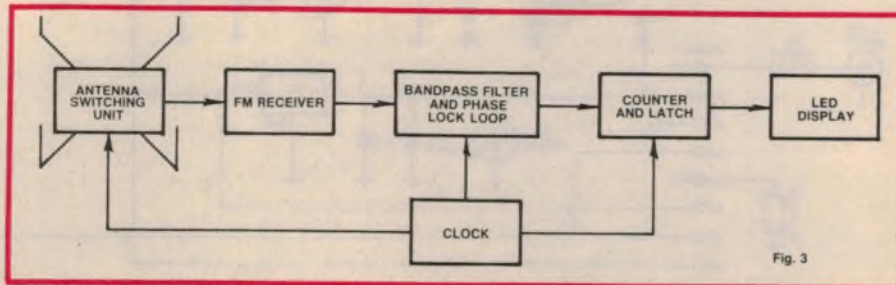 ANTENNA
SWITCHING
UNIT
FM RECEIVER
BANDPASS FILTER
AND PHASE
LOCK LOOP
COUNTER
AND LATCH
LED
DISPLAY
CLOCK
Fig. 3